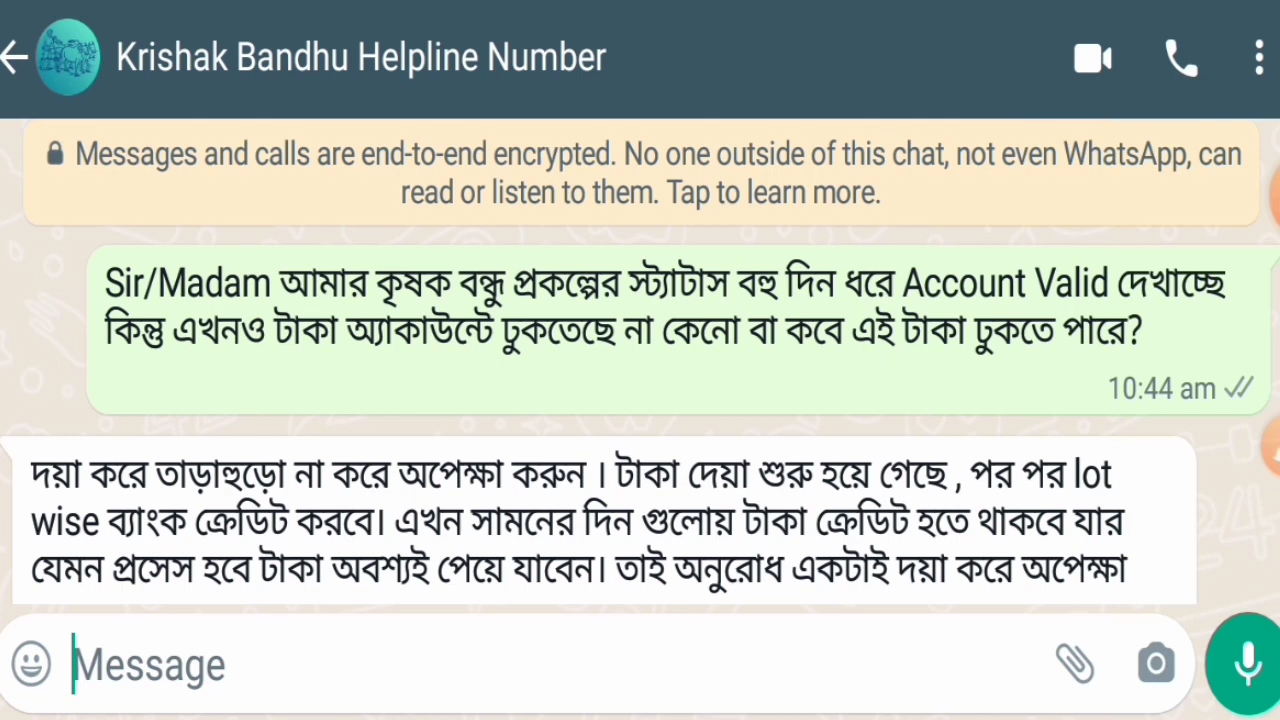 Krishak Bandhu Helpline Number
Messages and calls are end-to-end encrypted. No one outside of this chat, not even WhatsApp, can
read or listen to them. Tap to learn more.
Sir/Madam আমার কৃষক বন্ধু প্রকল্পের স্ট্যাটাস বহু দিন ধরে Account Valid দেখাচ্ছে
কিন্তু এখনও টাকা অ্যাকাউন্টে ঢুকতেছে না কেনো বা কবে এই টাকা ঢুকতে পারে?
10:44 am
দয়া করে তাড়াহুড়ো না করে অপেক্ষা করুন । টাকা দেয়া শুরু হয়ে গেছে , পর পর lot
wise ব্যাংক ক্রেডিট করবে। এখন সামনের দিন গুলোয় টাকা ক্রেডিট হতে থাকবে যার
যেমন প্রসেস হবে টাকা অবশ্যই পেয়ে যাবেন। তাই অনুরোধ একটাই দয়া করে অপেক্ষা
Message